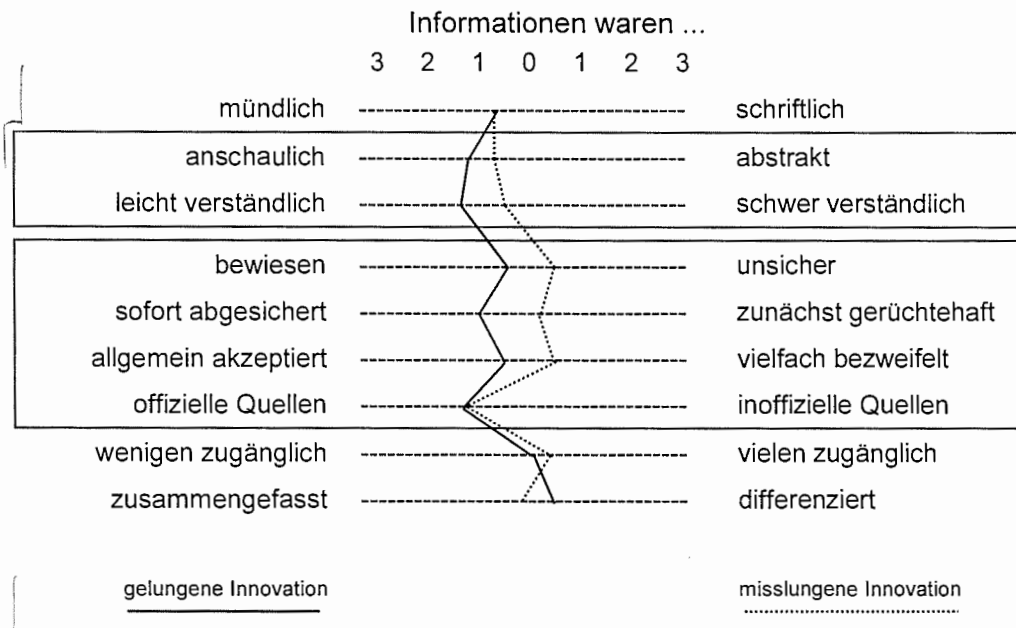 Informationen waren ...
3 2 1 0 1 2 3
mündlich schriftlich
anschaulich abstrakt
leicht verständlich schwer verständlich
bewiesen unsicher
sofort abgesichert zunächst gerüchtehaft
allgemein akzeptiert vielfach bezweifelt
offizielle Quellen inoffizielle Quellen
wenigen zugänglich vielen zugänglich
zusammengefasst differenziert
gelungene Innovation misslungene Innovation